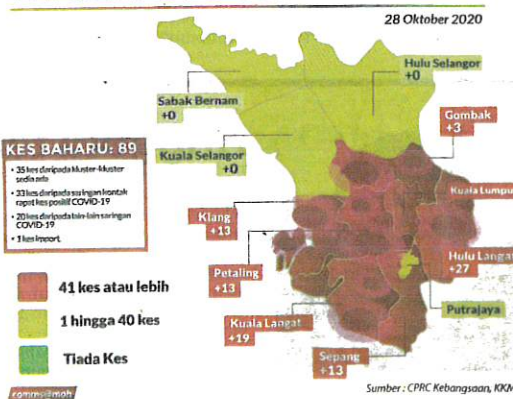 28 Oktober 2020
Hulu Selangor
+0
Sabak Bernam
+0
Gombak
+3
KES BAHARU: 89
• 35 kes daripada kluster-kluster
sedia ada
• 33 kes daripada saringan kontak
rapat kes positif COVID-19
• 20 kes daripada lain-lain saringan
COVID-19
• 1 kes import.
Kuala Selangor
+0
Kuala Lumpu
Klang
+13
Hulu Langat
+27
Petaling
+13
41 kes atau lebih
1 hingga 40 kes
Putrajaya
Kuala Langat
+19
Tiada Kes
Sepang
+13
comms@moh
Sumber: CPRC Kebangsaan, KKM